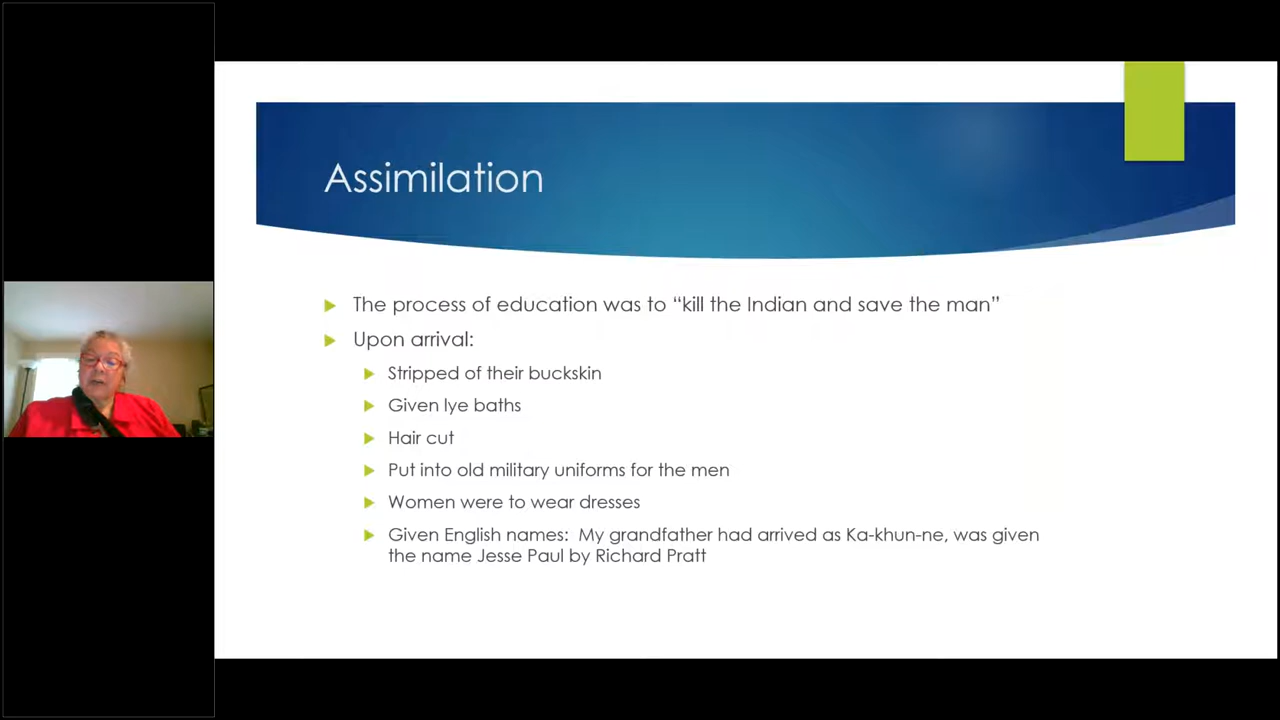 Assimilation
The process of education was to “kill the Indian and save the man”
Upon arrival:
Stripped of their buckskin
Given lye baths
Hair cut
Put into old military uniforms for the men
Women were to wear dresses
Given English names:  My grandfather had arrived as Ka-khun-ne, was given
the name Jesse Paul by Richard Pratt